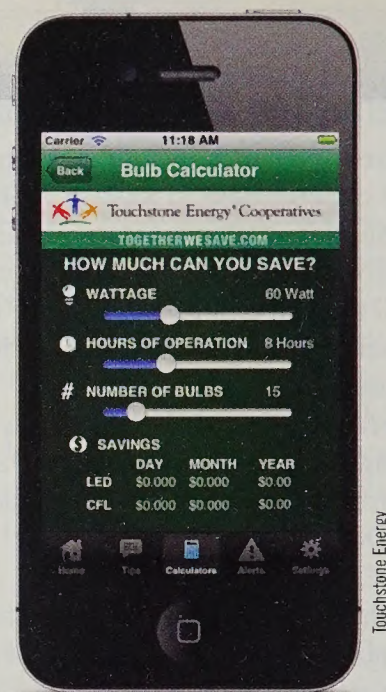 Carrier 11:18 AM
Back Bulb Calculator
Touchstone Energy® Cooperatives
TOGETHERWESAVE.COM
HOW MUCH CAN YOU SAVE?
WATTAGE 60 Watt
HOURS OF OPERATION 8 Hours
# NUMBER OF BULBS 15
$ SAVINGS
DAY MONTH YEAR
LED $0.000 $0.000 $0.00
CFL $0.000 $0.000 $0.00
Home Tips Calculators Alerts Settings
Touchstone Energy